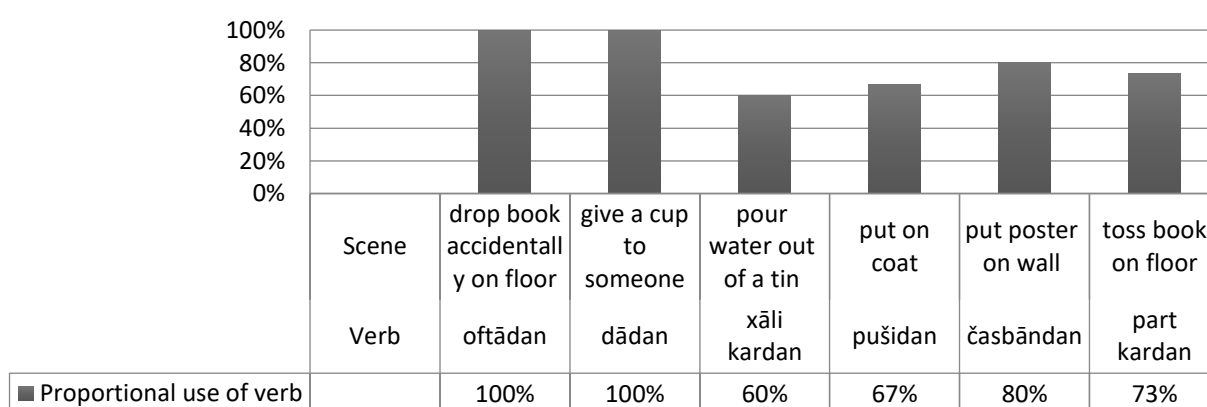 100%
80%
60%
40%
20%
0%
Scene
drop book
accidentall
y on floor
give a cup
to
someone
pour
water out
of a tin
put on
coat
put poster
on wall
toss book
on floor
Verb
oftādan
dādan
xāli
kardan
pušidan
časbāndan
part
kardan
Proportional use of verb
100%
100%
60%
67%
80%
73%